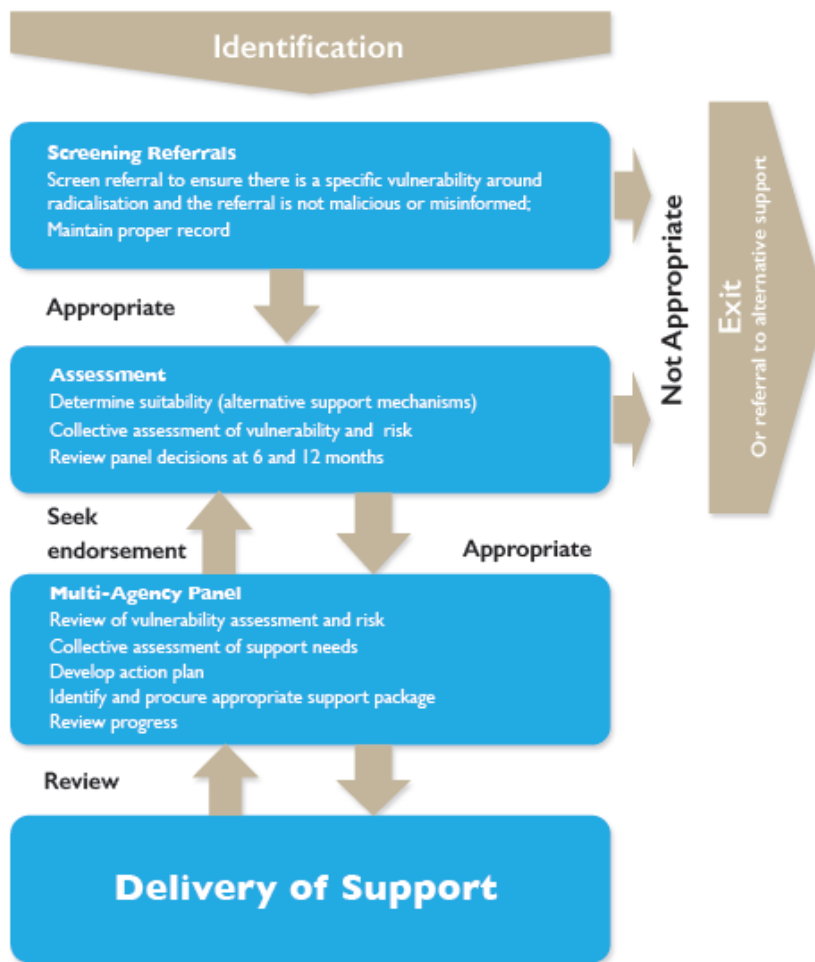 Identification
Screening Referrals
Screen referral to ensure there is a specific vulnerability around
radicalisation and the referral is not malicious or misinformed;
Maintain proper record
Not Appropriate
Exit
Or referral to alternative support
Appropriate
Assessment
Determine suitability (alternative support mechanisms)
Collective assessment of vulnerability and risk
Review panel decisions at 6 and 12 months
Seek
endorsement
Appropriate
Multi-Agency Panel
Review of vulnerability assessment and risk
Collective assessment of support needs
Develop action plan
Identify and procure appropriate support package
Review progress
Review
Delivery of Support